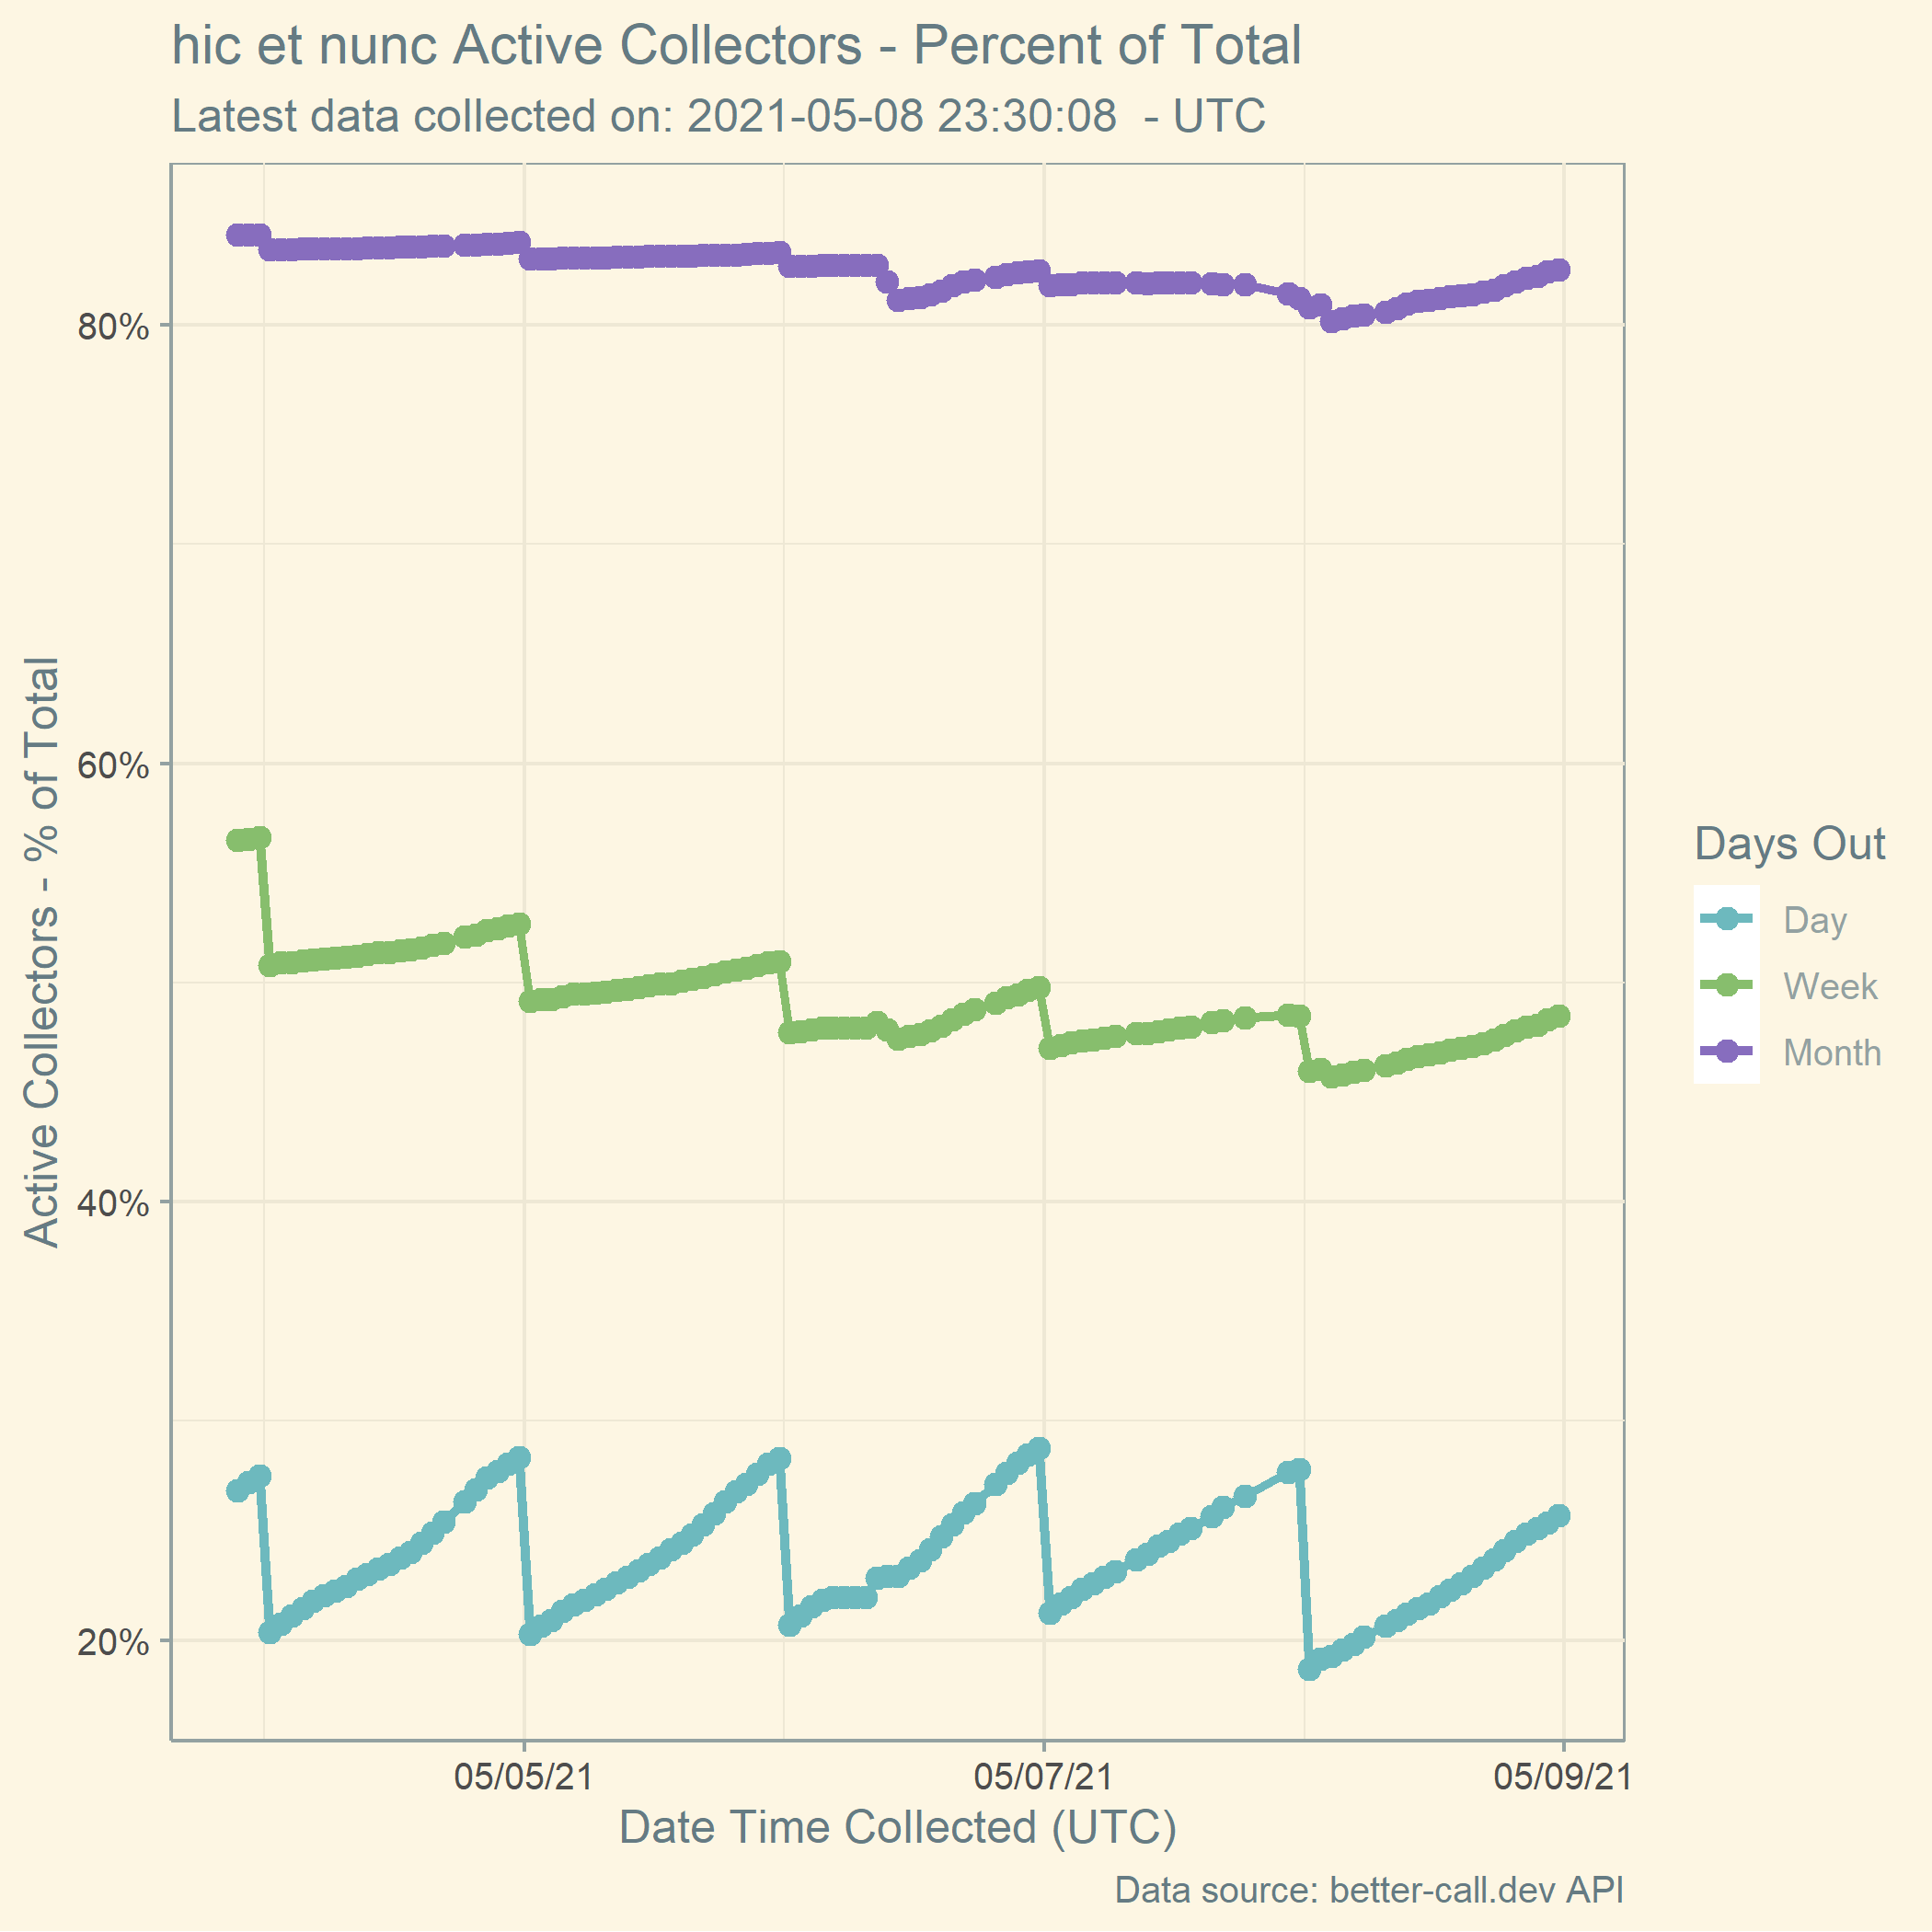 hic et nunc Active Collectors - Percent of Total
Latest data collected on: 2021-05-08 23:30:08  - UTC
Active Collectors - % of Total
80%
60%
40%
20%
05/05/21
05/07/21
05/09/21
Date Time Collected (UTC)
Days Out
Day
Week
Month
Data source: better-call.dev API